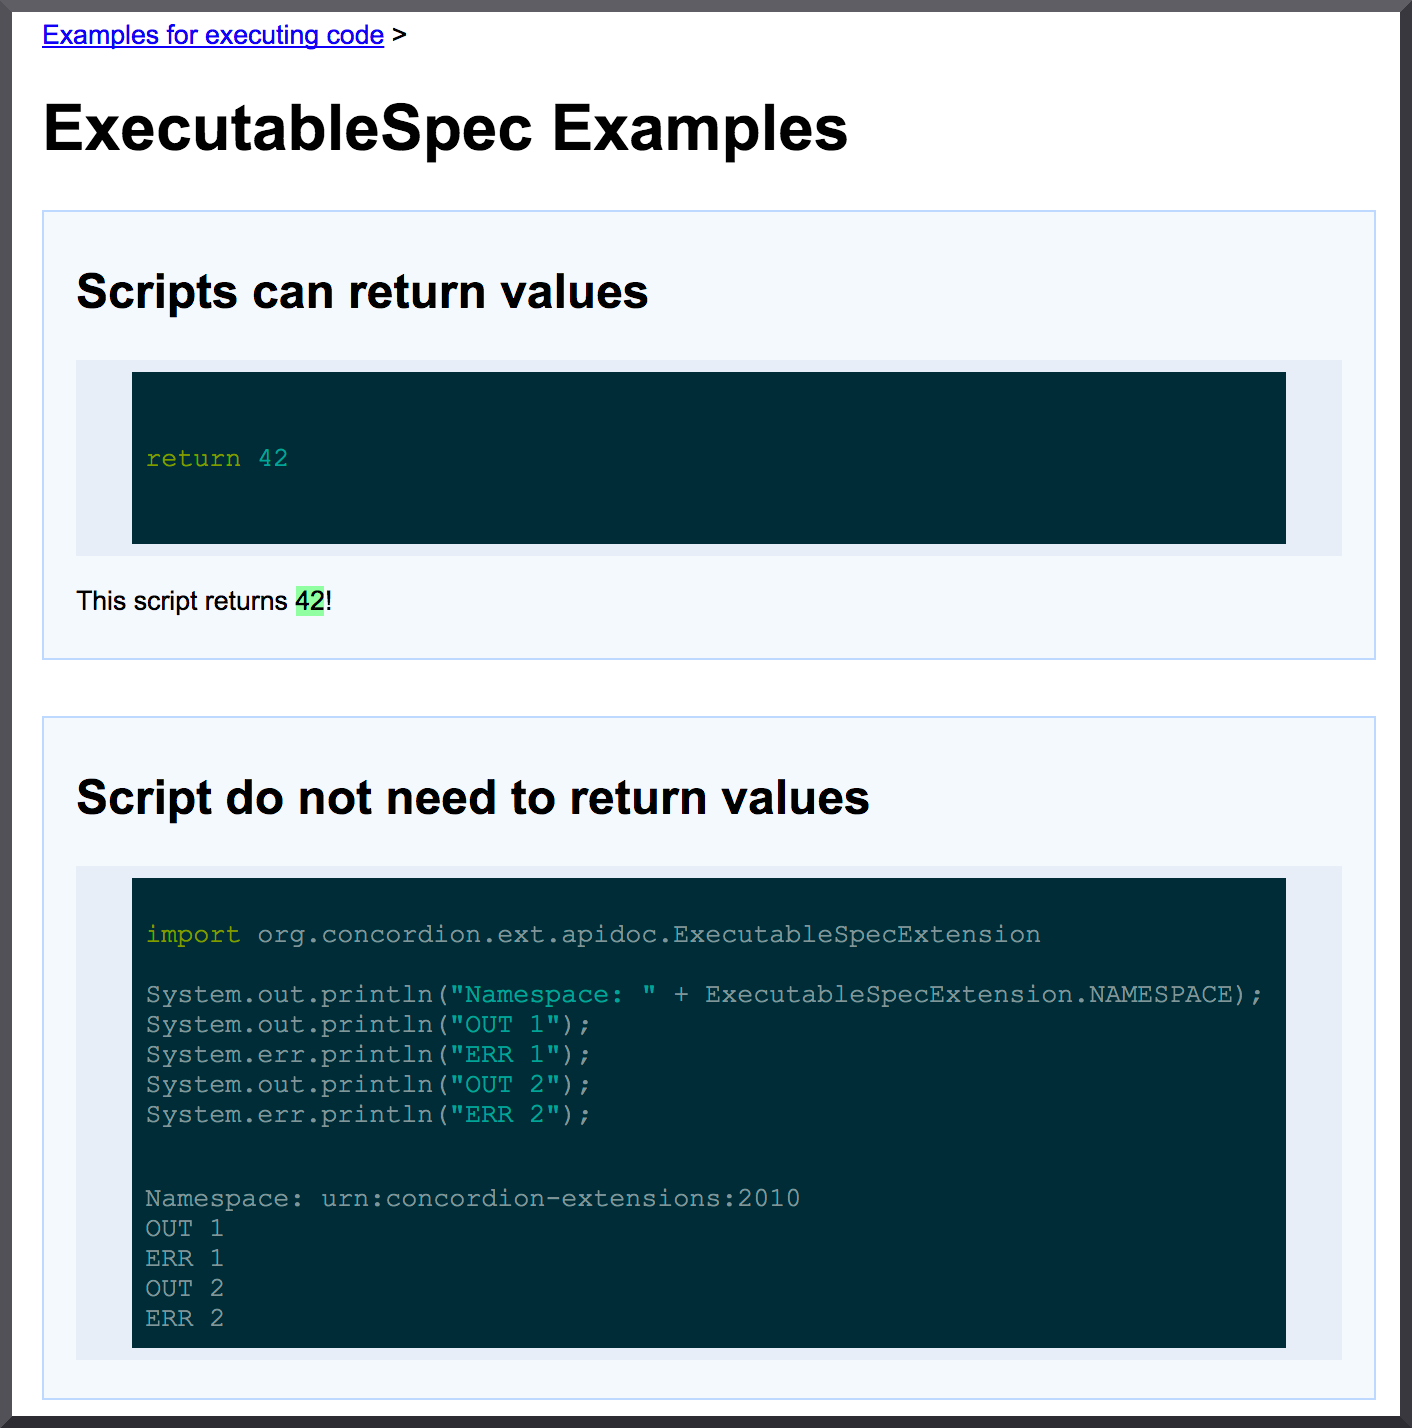 Examples for executing code >
ExecutableSpec Examples
Scripts can return values
return 42
This script returns 42!
Script do not need to return values
import org.concordion.ext.apidoc.ExecutableSpecExtension
System.out.println("Namespace: " + ExecutableSpecExtension.NAMESPACE);
System.out.println("OUT 1");
System.err.println("ERR 1");
System.out.println("OUT 2");
System.err.println("ERR 2");
Namespace: urn:concordion-extensions:2010
OUT 1
ERR 1
OUT 2
ERR 2